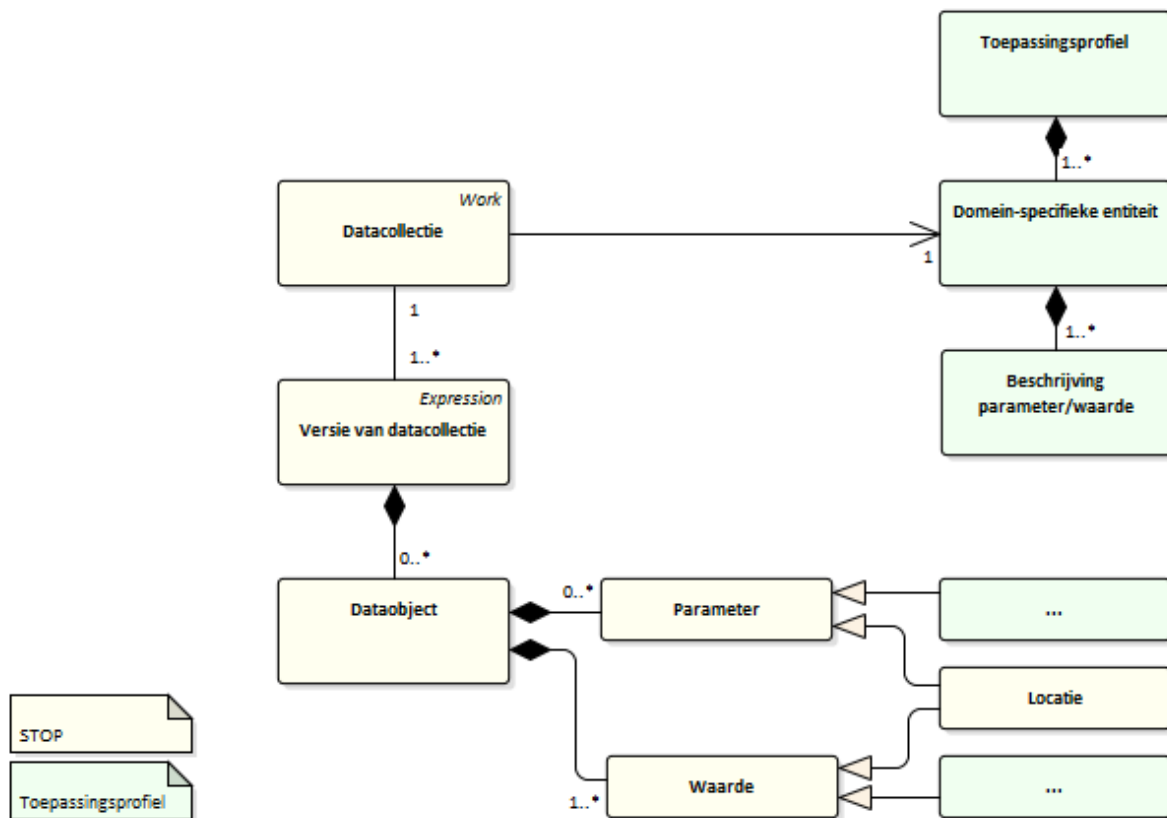 Toepassingsprofiel
1..*
Work
Datacollectie
Domein-specifieke entiteit
1
1
1..*
1..*
Beschrijving
parameter/waarde
Expression
Versie van datacollectie
0..*
Dataobject
0..*
Parameter
...
Locatie
STOP
Waarde
...
1..*
Toepassingsprofiel